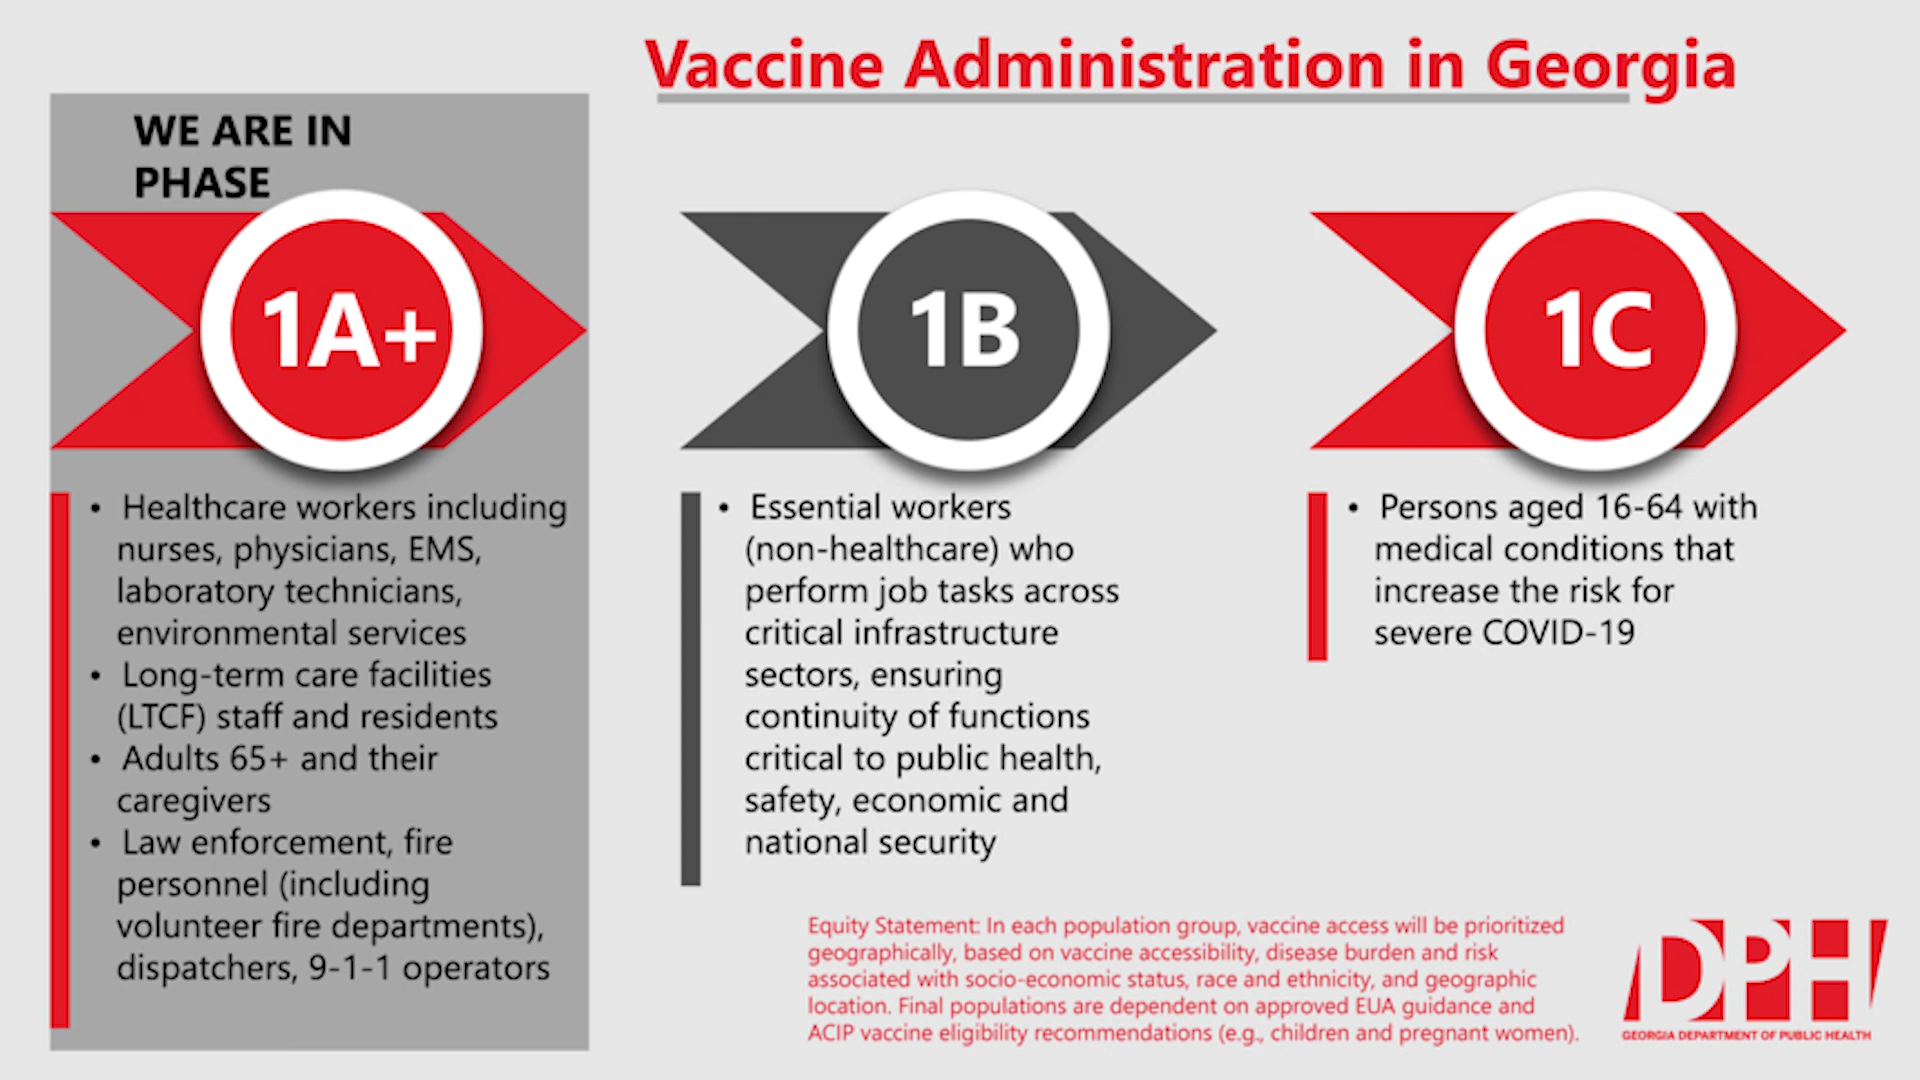 Vaccine Administration in Georgia
WE ARE IN
PHASE
1A+
• Healthcare workers including
nurses, physicians, EMS,
laboratory technicians,
environmental services
• Long-term care facilities
(LTCF) staff and residents
• Adults 65+ and their
caregivers
• Law enforcement, fire
personnel (including
volunteer fire departments),
dispatchers, 9-1-1 operators
1B
• Essential workers
(non-healthcare) who
perform job tasks across
critical infrastructure
sectors, ensuring
continuity of functions
critical to public health,
safety, economic and
national security
1C
• Persons aged 16-64 with
medical conditions that
increase the risk for
severe COVID-19
Equity Statement: In each population group, vaccine access will be prioritized
geographically, based on vaccine accessibility, disease burden and risk
associated with socio-economic status, race and ethnicity, and geographic
location. Final populations are dependent on approved EUA guidance and
ACIP vaccine eligibility recommendations (e.g., children and pregnant women).
DPH
GEORGIA DEPARTMENT OF PUBLIC HEALTH